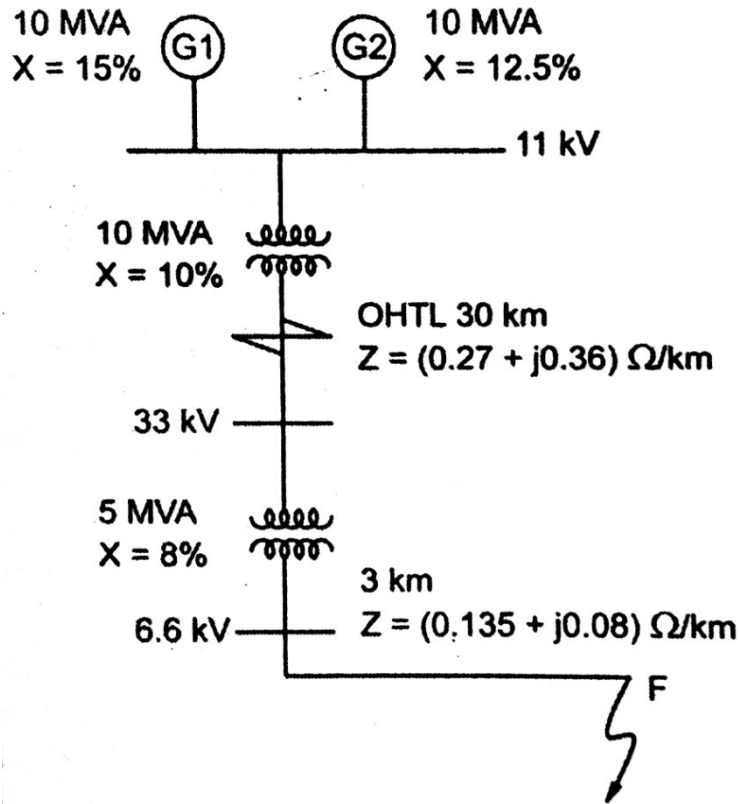 10 MVA
X = 15%
G1
G2
10 MVA
X = 12.5%
11 kV
10 MVA
X = 10%
OHTL 30 km
Z = (0.27 + j0.36) Ω/km
33 kV
5 MVA
X = 8%
3 km
Z = (0.135 + j0.08) Ω/km
6.6 kV
F